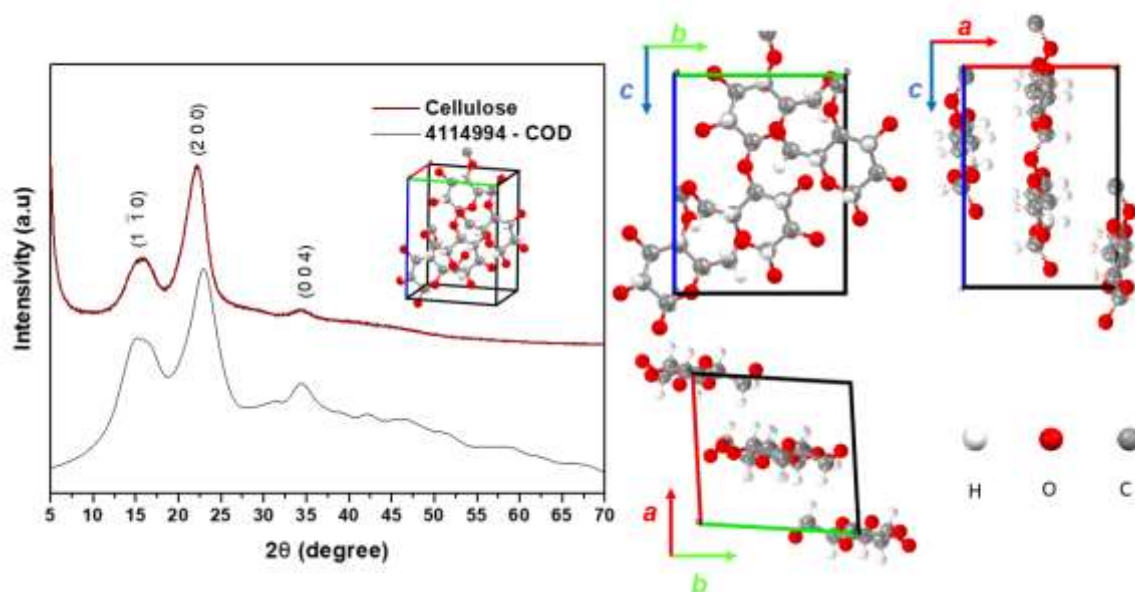 Intensivity (a.u)
(1 1̄ 0)
(2 0 0)
(0 0 4)
Cellulose
4114994 - COD
5 10 15 20 25 30 35 40 45 50 55 60 65 70
2θ (degree)
b
c
a
c
a
b
H O C